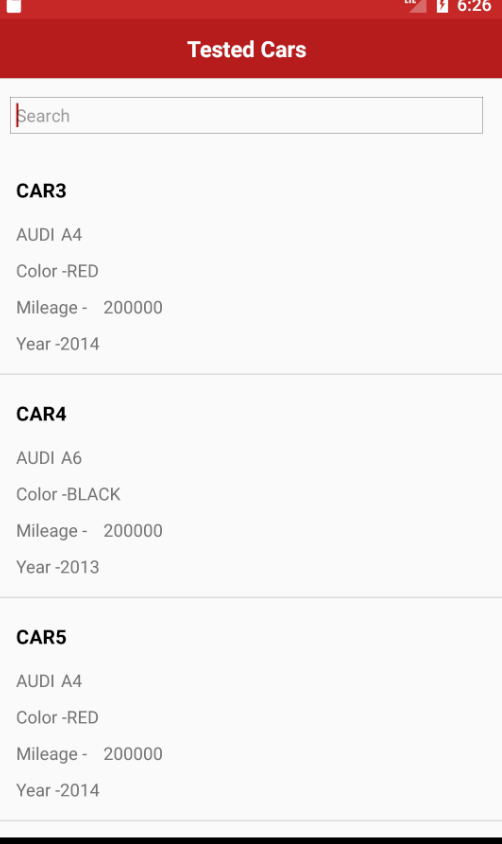 LTE 6:26
Tested Cars
Search
CAR3
AUDI A4
Color -RED
Mileage - 200000
Year -2014
CAR4
AUDI A6
Color -BLACK
Mileage - 200000
Year -2013
CAR5
AUDI A4
Color -RED
Mileage - 200000
Year -2014